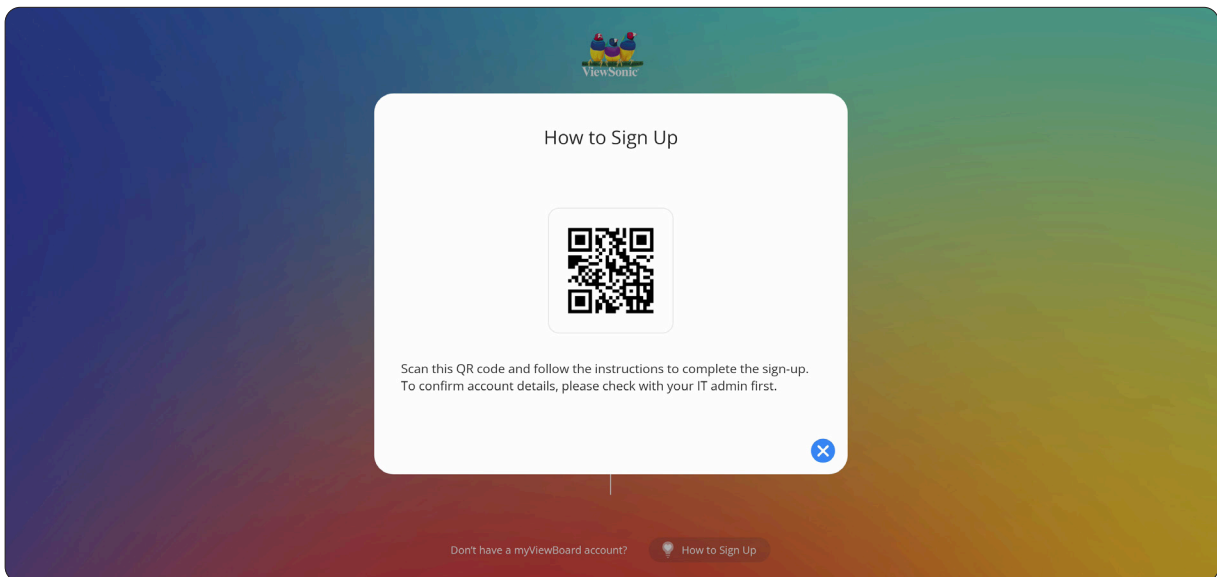 ViewSonic
How to Sign Up
Scan this QR code and follow the instructions to complete the sign-up.
To confirm account details, please check with your IT admin first.
Don't have a myViewBoard account?
How to Sign Up